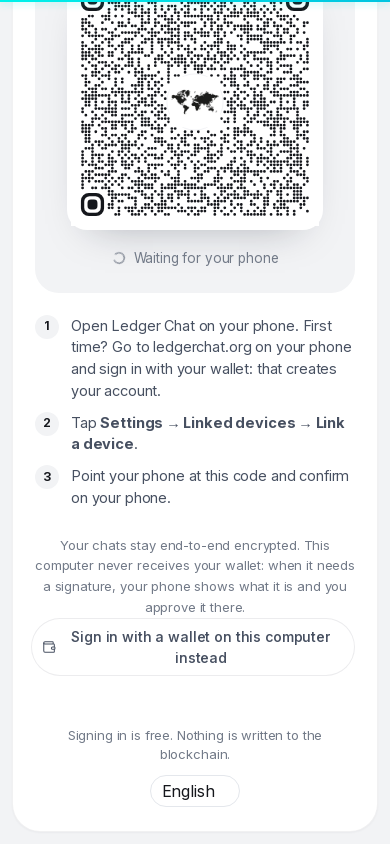 Waiting for your phone
1 Open Ledger Chat on your phone. First
time? Go to ledgerchat.org on your phone
and sign in with your wallet: that creates
your account.
2 Tap Settings → Linked devices → Link
a device.
3 Point your phone at this code and confirm
on your phone.
Your chats stay end-to-end encrypted. This
computer never receives your wallet: when it needs
a signature, your phone shows what it is and you
approve it there.
Sign in with a wallet on this computer
instead
Signing in is free. Nothing is written to the
blockchain.
English